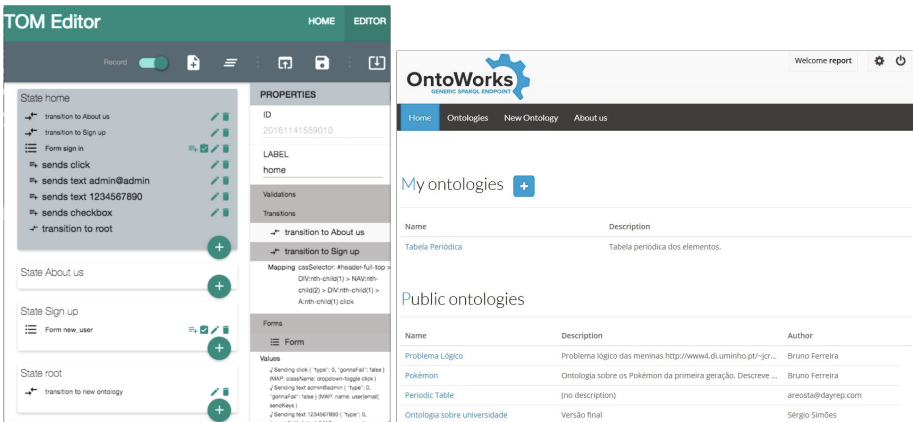 TOM Editor
HOME
EDITOR
Record
State home
transition to About us
transition to Sign up
Form sign in
sends click
sends text admin@admin
sends text 1234567890
sends checkbox
transition to root
State About us
State Sign up
Form new_user
State root
transition to new ontology
PROPERTIES
ID
20161141559010
LABEL
home
Validations
Transitions
transition to About us
transition to Sign up
Mapping cssSelector: #header-full-top >
DIV:nth-child(1) > NAV:nth-
child(2) > DIV:nth-child(1) >
A:nth-child(1) click
Forms
Form
Values
Sending click { "type": 0, "gonnaFail": false }
(MAP: className: dropdown-toggle click )
Sending text admin@admin { "type": 0,
"gonnaFail": false } (MAP: name: user[email]
sendKeys )
Sending text 1234567890 { "type": 0,
OntoWorks
GENERIC SPARQL ENDPOINT
Welcome report
Home
Ontologies
New Ontology
About us
My ontologies
Name Description
Tabela Periódica Tabela periódica dos elementos.
Public ontologies
Name Description Author
Problema Lógico Problema lógico das meninas http://www4.di.uminho.pt/~jcr... Bruno Ferreira
Pokémon Ontologia sobre os Pokémon da primeira geração. Descreve ... Bruno Ferreira
Periodic Table (no description) areosta@dayrep.com
Ontologia sobre universidade Versão final Sérgio Simões